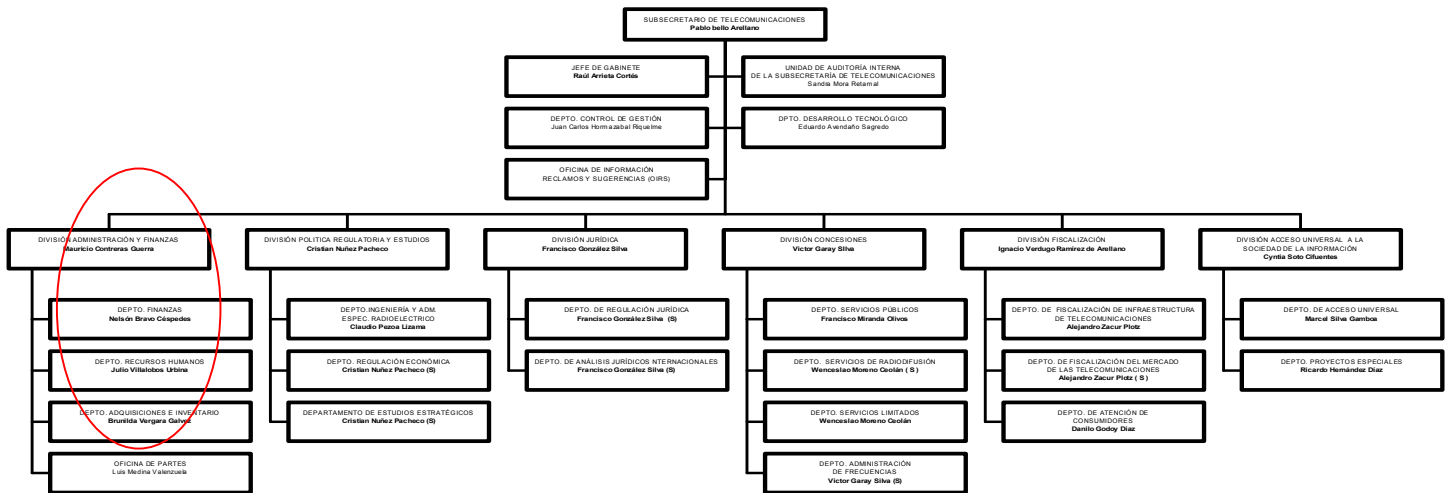 SUBSECRETARIO DE TELECOMUNICACIONES
Pablo bello Arellano
JEFE DE GABINETE
Raúl Arrieta Cortés
UNIDAD DE AUDITORÍA INTERNA
DE LA SUBSECRETARÍA DE TELECOMUNICACIONES
Sandra Mora Retamal
DEPTO. CONTROL DE GESTIÓN
Juan Carlos Hormazabal Riquelme
DPTO. DESARROLLO TECNOLÓGICO
Eduardo Avendaño Sagredo
OFICINA DE INFORMACIÓN
RECLAMOS Y SUGERENCIAS (OIRS)
DIVISIÓN ADMINISTRACIÓN Y FINANZAS
Mauricio Contreras Guerra
DEPTO. FINANZAS
Nelsón Bravo Céspedes
DEPTO. RECURSOS HUMANOS
Julio Villalobos Urbina
DEPTO. ADQUISICIONES E INVENTARIO
Brunilda Vergara Galvez
OFICINA DE PARTES
Luis Medina Valenzuela
DIVISIÓN POLITICA REGULATORIA Y ESTUDIOS
Cristian Nuñez Pacheco
DEPTO.INGENIERÍA Y ADM.
ESPEC. RADIOELECTRICO
Claudio Pezoa Lizama
DEPTO. REGULACIÓN ECONÓMICA
Cristian Nuñez Pacheco (S)
DEPARTAMENTO DE ESTUDIOS ESTRATÉGICOS
Cristian Nuñez Pacheco (S)
DIVISIÓN JURÍDICA
Francisco González Silva
DEPTO. DE REGULACIÓN JURÍDICA
Francisco González Silva (S)
DEPTO. DE ANÁLISIS JURÍDICOS NTERNACIONALES
Francisco González Silva (S)
DIVISIÓN CONCESIONES
Victor Garay SIlva
DEPTO. SERVICIOS PÚBLICOS
Francisco Miranda Olivos
DEPTO. SERVICIOS DE RADIODIFUSIÓN
Wenceslao Moreno Ceolán ( S )
DEPTO. SERVICIOS LIMITADOS
Wenceslao Moreno Ceolán
DEPTO. ADMINISTRACIÓN
DE FRECUENCIAS
Victor Garay Silva (S)
DIVISIÓN FISCALIZACIÓN
Ignacio Verdugo Ramírez de Arellano
DEPTO. DE FISCALIZACIÓN DE INFRAESTRUCTURA
DE TELECOMUNICACIONES
Alejandro Zacur Plotz
DEPTO. DE FISCALIZACIÓN DEL MERCADO
DE LAS TELECOMUNICACIONES
Alejandro Zacur Plotz ( S )
DEPTO. DE ATENCIÓN DE
CONSUMIDORES
Danilo Godoy Díaz
DIVISIÓN ACCESO UNIVERSAL A LA
SOCIEDAD DE LA INFORMACIÓN
Cyntia Soto Cifuentes
DEPTO. DE ACCESO UNIVERSAL
Marcel Silva Gamboa
DEPTO. PROYECTOS ESPECIALES
Ricardo Hernández Díaz